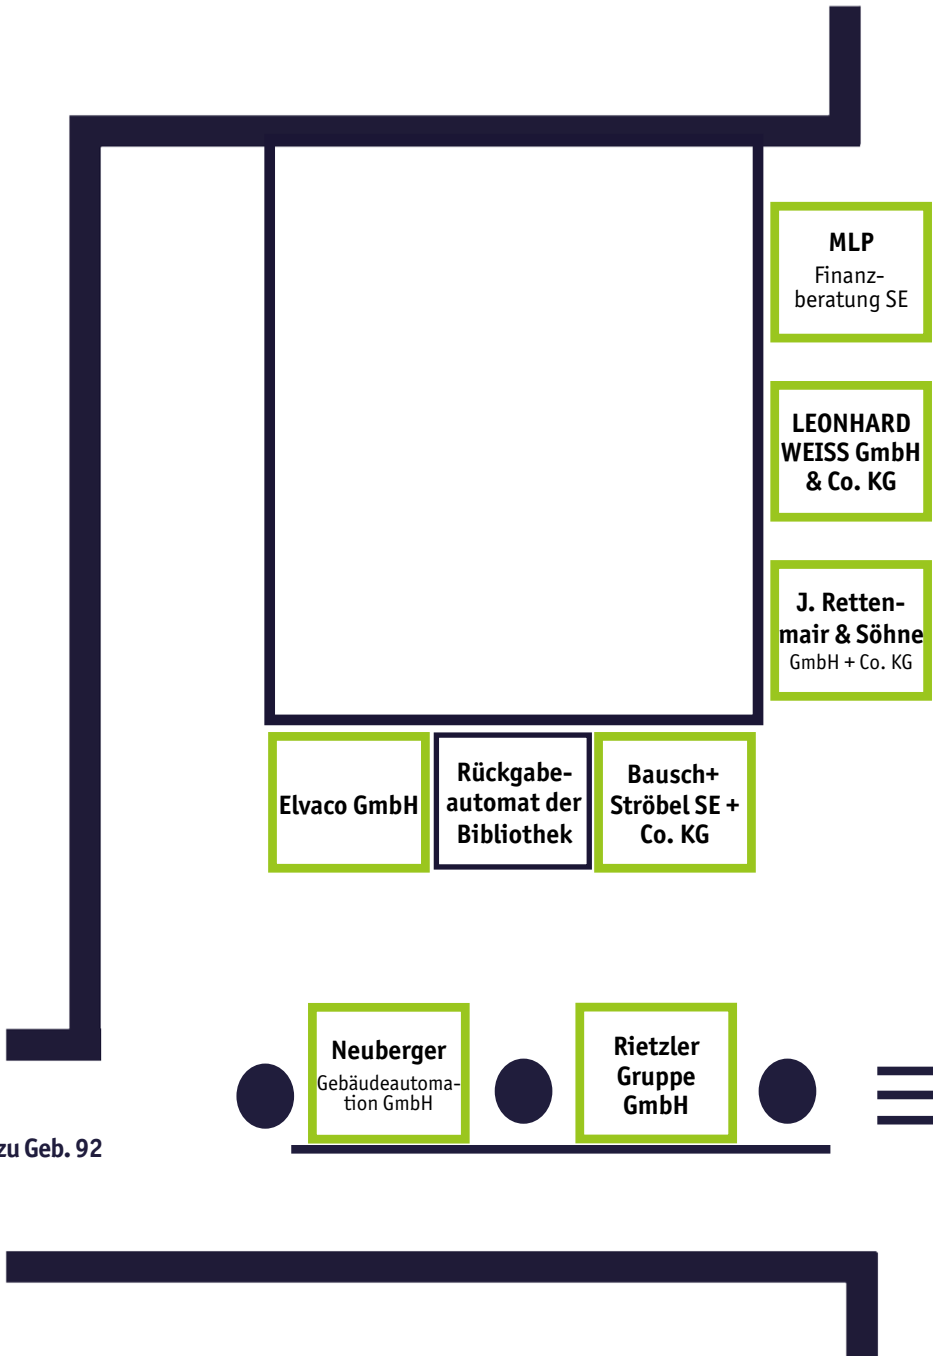 MLP
Finanz-
beratung SE
LEONHARD
WEISS GmbH
& Co. KG
J. Retten-
mair & Söhne
GmbH + Co. KG
Elvaco GmbH
Rückgabe-
automat der
Bibliothek
Bausch+
Ströbel SE +
Co. KG
Neuberger
Gebäudeautoma-
tion GmbH
Rietzler
Gruppe
GmbH
zu Geb. 92